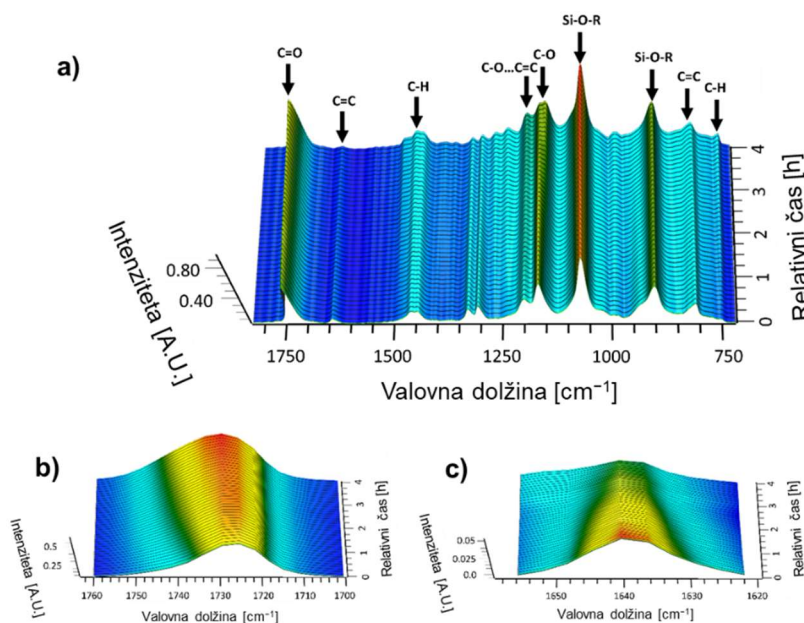 a)
C=O
C=C
C-H
C-O...C=C
C-O
Si-O-R
Si-O-R
C=C
C-H
Intenziteta [A.U.]
0.80
0.40
4
3
2
1
0
Relativni čas [h]
1750
1500
1250
1000
750
Valovna dolžina [cm⁻¹]
b)
Intenziteta [A.U.]
0.5
0.25
4
3
2
1
0
Relativni čas [h]
1760
1750
1740
1730
1720
1710
1700
Valovna dolžina [cm⁻¹]
c)
Intenziteta [A.U.]
0.05
0.03
0.0
4
3
2
1
0
Relativni čas [h]
1650
1640
1630
1620
Valovna dolžina [cm⁻¹]